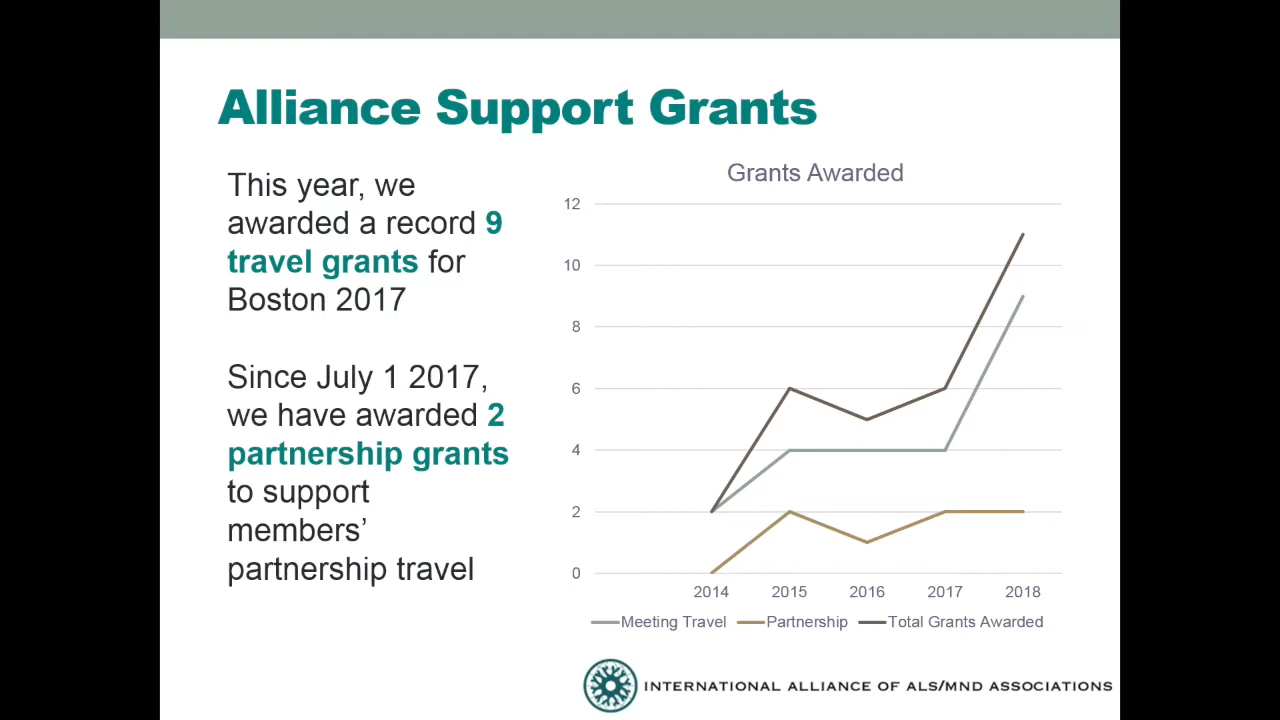 Alliance Support Grants
This year, we
awarded a record 9
travel grants for
Boston 2017
Since July 1 2017,
we have awarded 2
partnership grants
to support
members’
partnership travel
Grants Awarded
12
10
8
6
4
2
0
2014 2015 2016 2017 2018
Meeting Travel Partnership Total Grants Awarded
INTERNATIONAL ALLIANCE OF ALS/MND ASSOCIATIONS